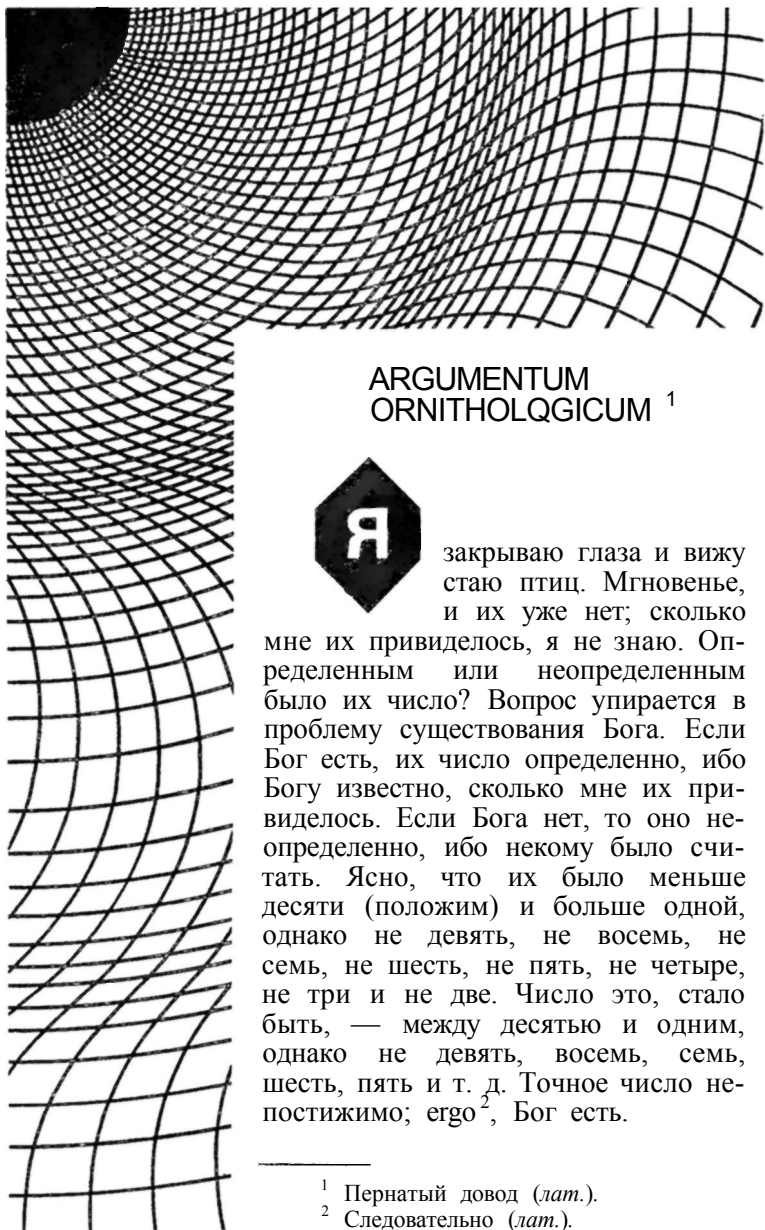 ARGUMENTUM
ORNITHOLQGICUM 1
Я
закрываю глаза и вижу
стаю птиц. Мгновенье,
и их уже нет; сколько
мне их привиделось, я не знаю. Оп-
ределенным или неопределенным
было их число? Вопрос упирается в
проблему существования Бога. Если
Бог есть, их число определенно, ибо
Богу известно, сколько мне их при-
виделось. Если Бога нет, то оно не-
определенно, ибо некому было счи-
тать. Ясно, что их было меньше
десяти (положим) и больше одной,
однако не девять, не восемь, не
семь, не шесть, не пять, не четыре,
не три и не две. Число это, стало
быть, — между десятью и одним,
однако не девять, восемь, семь,
шесть, пять и т. д. Точное число не-
постижимо; ergo 2, Бог есть.
1 Пернатый довод (лат.).
2 Следовательно (лат.).